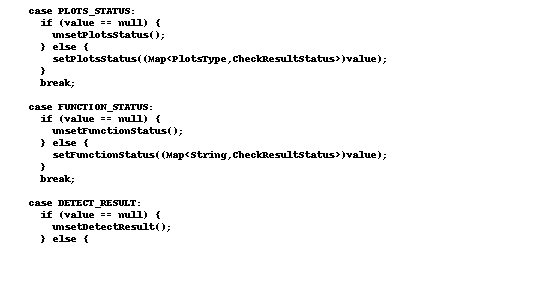 case PLOTS_STATUS:
  if (value == null) {
    unsetPlotsStatus();
  } else {
    setPlotsStatus((Map<PlotsType,CheckResultStatus>)value);
  }
  break;

case FUNCTION_STATUS:
  if (value == null) {
    unsetFunctionStatus();
  } else {
    setFunctionStatus((Map<String,CheckResultStatus>)value);
  }
  break;

case DETECT_RESULT:
  if (value == null) {
    unsetDetectResult();
  } else {